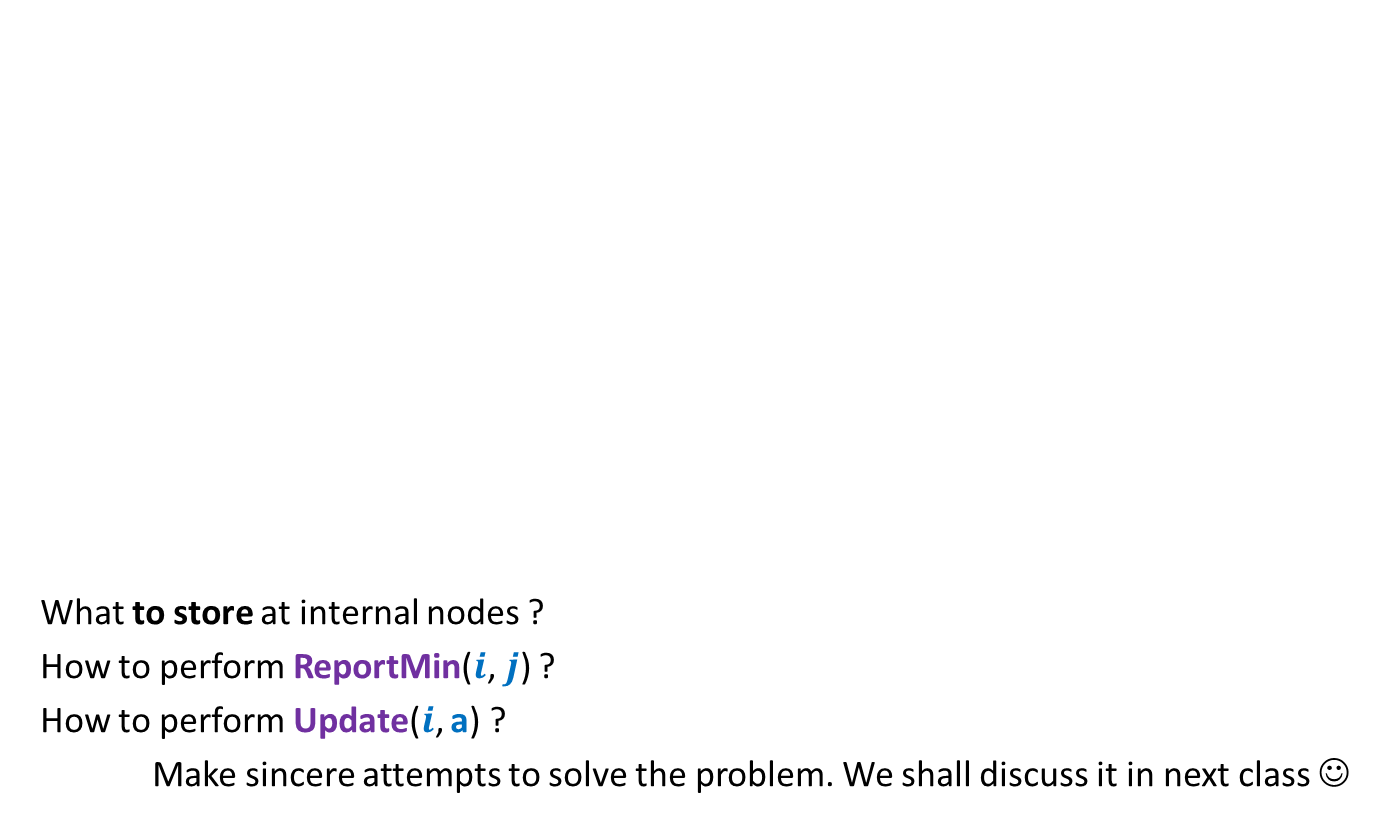 What to store at internal nodes ?
How to perform ReportMin(i, j) ?
How to perform Update(i, a) ?
Make sincere attempts to solve the problem. We shall discuss it in next class ☺